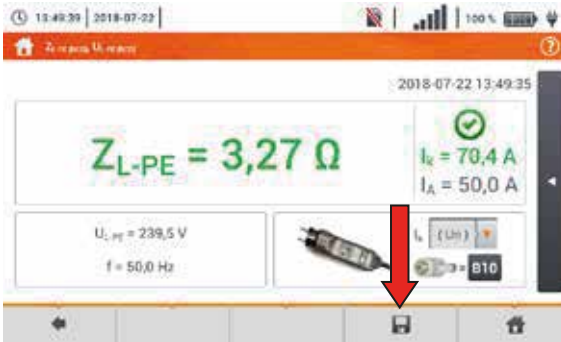 13:49:39 2018-07-22 100 %
?
2018-07-22 13:49:35
Z L-PE = 3,27 Ω
Ik = 70,4 A
IA = 50,0 A
UL-PE = 239,5 V
f = 50,0 Hz
Ik (Un)
= B10